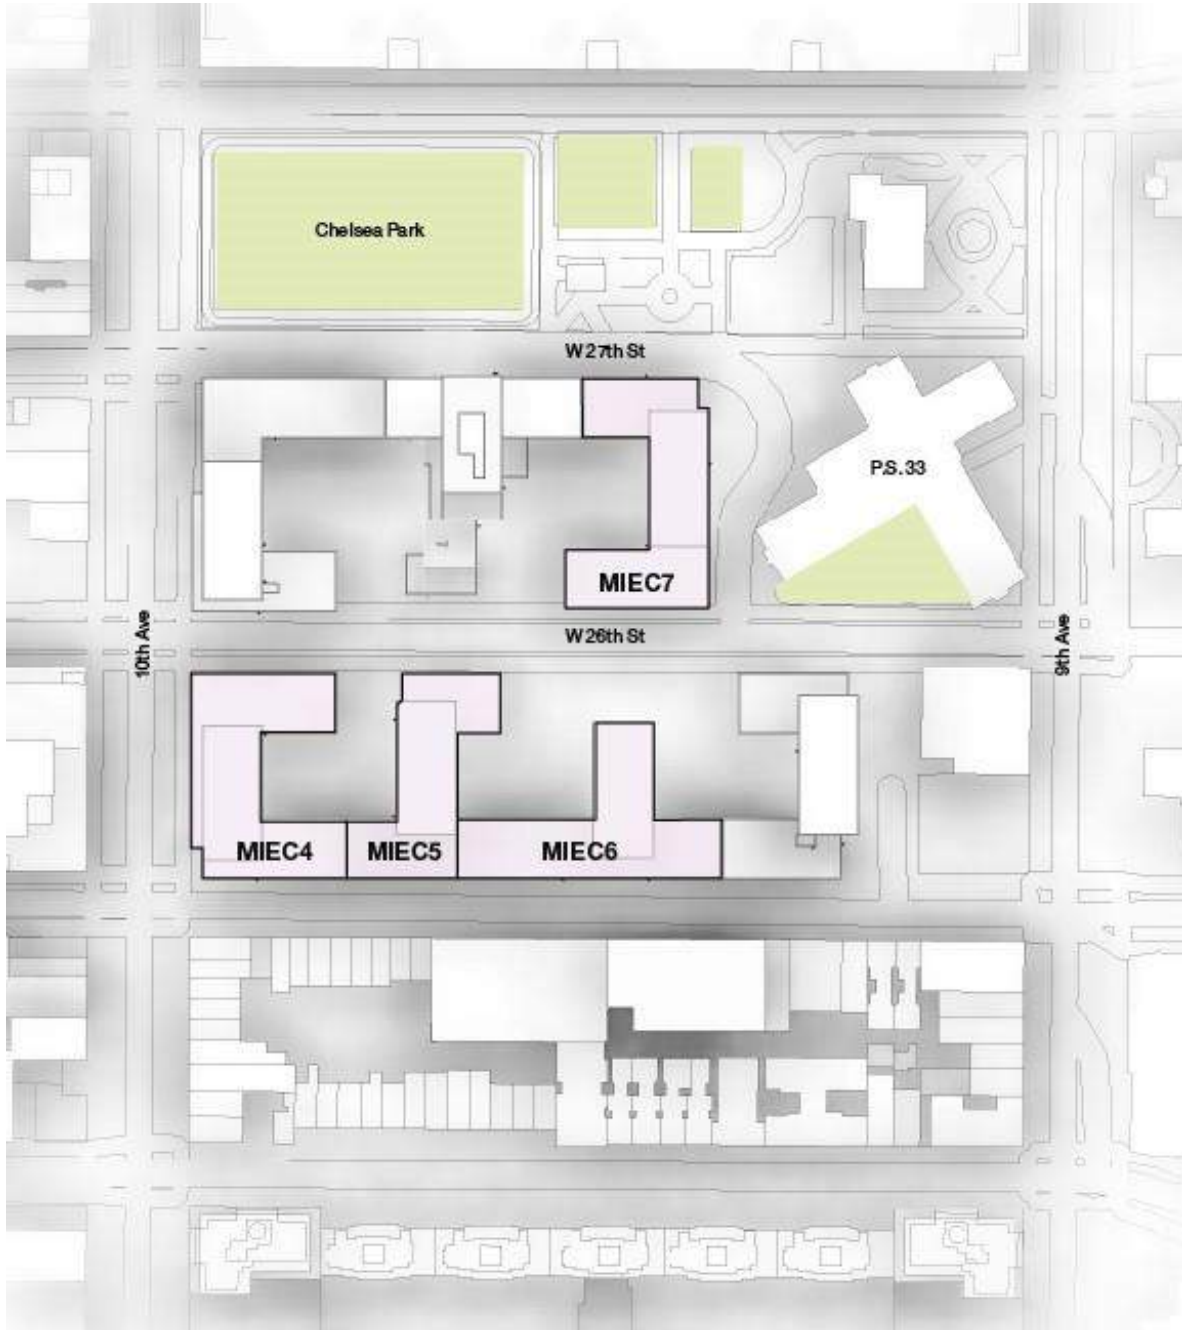 Chelsea Park
W 27th St
P.S. 33
MIEC7
W 26th St
10th Ave
9th Ave
MIEC4
MIEC5
MIEC6